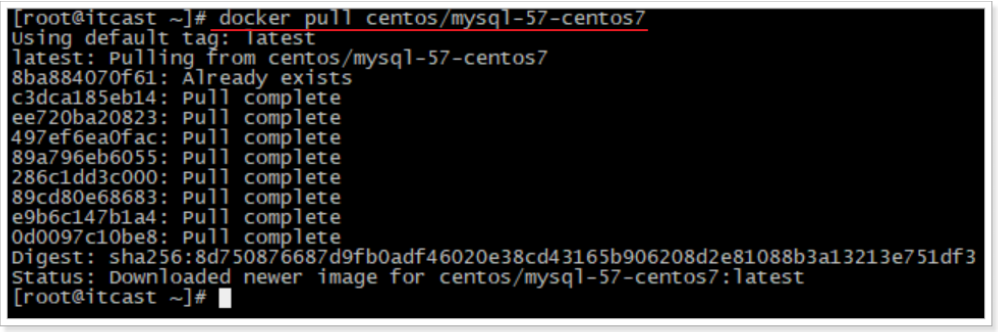 [root@itcast ~]# docker pull centos/mysql-57-centos7
Using default tag: latest
latest: Pulling from centos/mysql-57-centos7
8ba884070f61: Already exists
c3dca185eb14: Pull complete
ee720ba20823: Pull complete
497ef6ea0fac: Pull complete
89a796eb6055: Pull complete
286c1dd3c000: Pull complete
89cd80e68683: Pull complete
e9b6c147b1a4: Pull complete
0d0097c10be8: Pull complete
Digest: sha256:8d750876687d9fb0adf46020e38cd43165b906208d2e81088b3a13213e751df3
Status: Downloaded newer image for centos/mysql-57-centos7:latest
[root@itcast ~]#